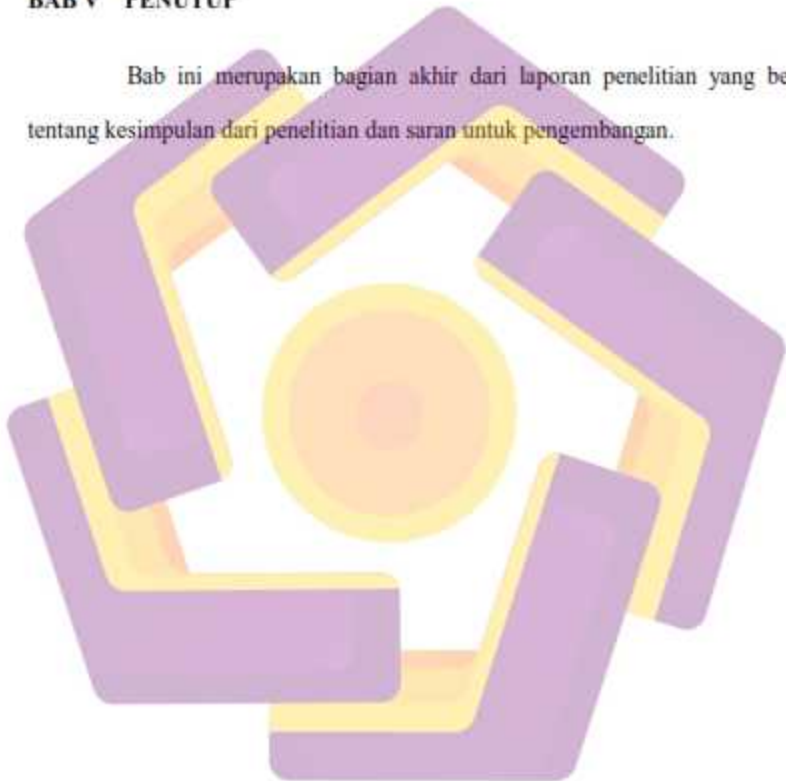 BAB V PENUTUP
Bab ini merupakan bagian akhir dari laporan penelitian yang
tentang kesimpulan dari penelitian dan saran untuk pengembangan.